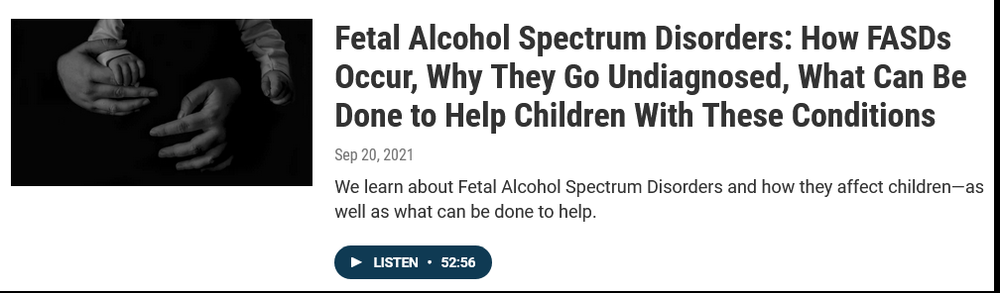 Fetal Alcohol Spectrum Disorders: How FASDs
Occur, Why They Go Undiagnosed, What Can Be
Done to Help Children With These Conditions
Sep 20, 2021
We learn about Fetal Alcohol Spectrum Disorders and how they affect children—as
well as what can be done to help.
LISTEN • 52:56